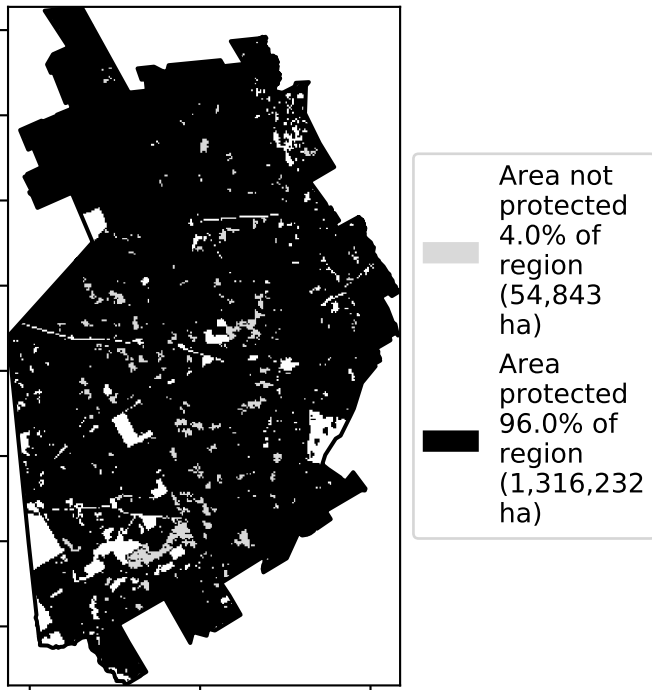 Area not
protected
4.0% of
region
(54,843
ha)
Area
protected
96.0% of
region
(1,316,232
ha)